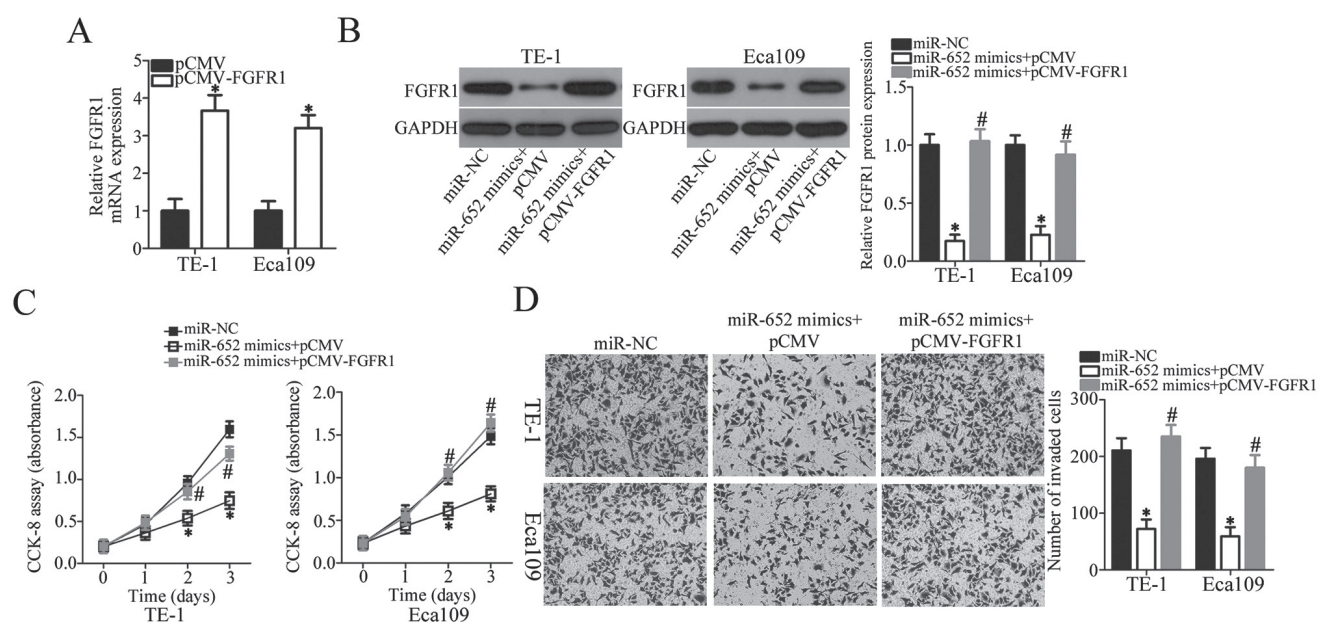 A
pCMV
pCMV-FGFR1
Relative FGFR1
mRNA expression
5
4
3
2
1
0
*
*
TE-1
Eca109
B
TE-1
Eca109
FGFR1
GAPDH
FGFR1
GAPDH
miR-NC
miR-652 mimics+
pCMV
miR-652 mimics+
pCMV-FGFR1
miR-NC
miR-652 mimics+
pCMV
miR-652 mimics+
pCMV-FGFR1
miR-NC
miR-652 mimics+pCMV
miR-652 mimics+pCMV-FGFR1
Relative FGFR1 protein expression
1.5
1.0
0.5
0.0
*
#
*
#
TE-1
Eca109
C
miR-NC
miR-652 mimics+pCMV
miR-652 mimics+pCMV-FGFR1
CCK-8 assay (absorbance)
2.0
1.5
1.0
0.5
0.0
#
#
*
*
0 1 2 3
Time (days)
TE-1
CCK-8 assay (absorbance)
2.0
1.5
1.0
0.5
0.0
#
#
*
*
0 1 2 3
Time (days)
Eca109
D
miR-NC
miR-652 mimics+
pCMV
miR-652 mimics+
pCMV-FGFR1
TE-1
Eca109
miR-NC
miR-652 mimics+pCMV
miR-652 mimics+pCMV-FGFR1
Number of invaded cells
300
200
100
0
*
#
*
#
TE-1
Eca109